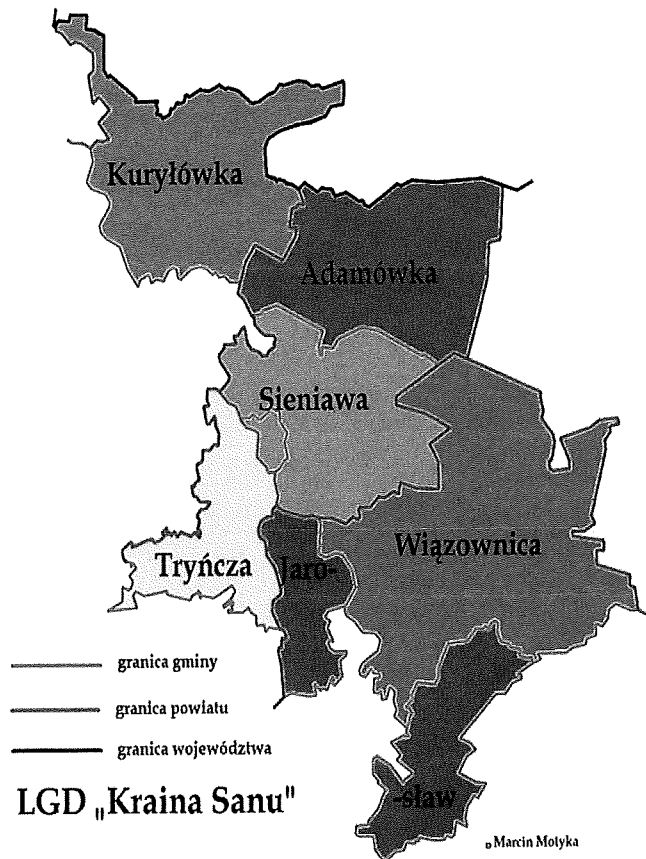 Kuryłówka
Adamówka
Sieniawa
Wiązownica
Tryńcza
Jaro-
granica gminy
granica powiatu
granica województwa
LGD „Kraina Sanu"
-sław
Marcin Motyka